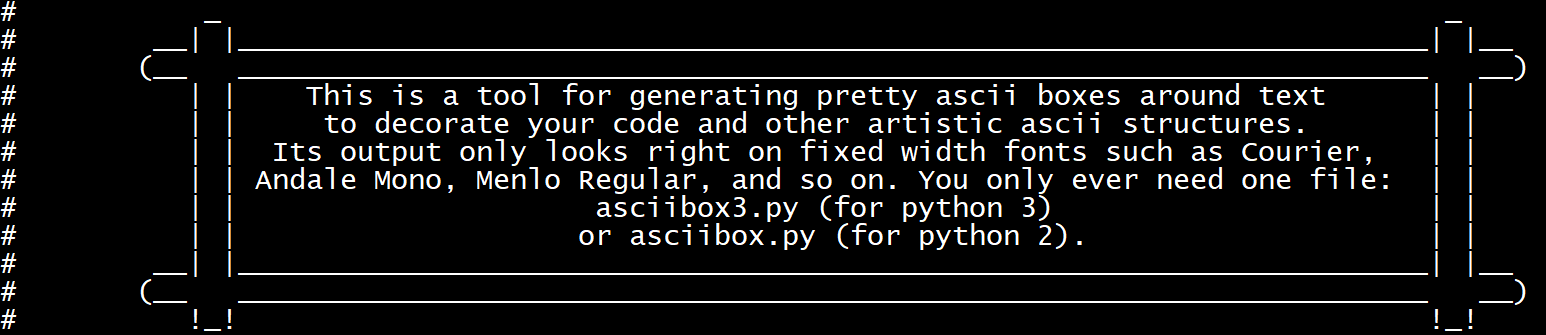 This is a tool for generating pretty ascii boxes around text
to decorate your code and other artistic ascii structures.
Its output only looks right on fixed width fonts such as Courier,
Andale Mono, Menlo Regular, and so on. You only ever need one file:
asciibox3.py (for python 3)
or asciibox.py (for python 2).